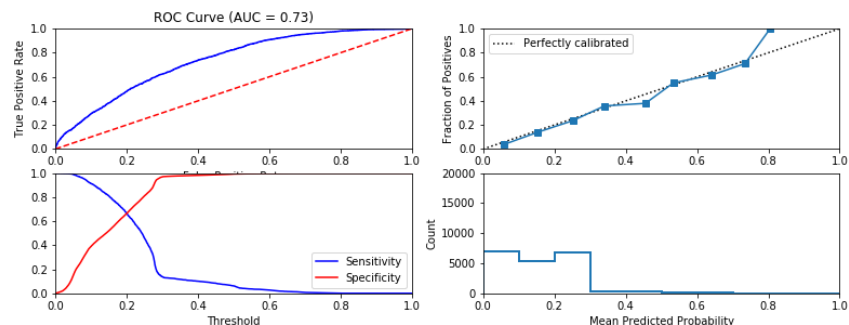 ROC Curve (AUC = 0.73)
True Positive Rate
1.0
0.8
0.6
0.4
0.2
0.0
0.0 0.2 0.4 0.6 0.8 1.0
Fraction of Positives
1.0
0.8
0.6
0.4
0.2
0.0
Perfectly calibrated
0.0 0.2 0.4 0.6 0.8 1.0
1.0
0.8
0.6
0.4
0.2
0.0
Sensitivity
Specificity
0.0 0.2 0.4 0.6 0.8 1.0
Threshold
Count
20000
15000
10000
5000
0
0.0 0.2 0.4 0.6 0.8 1.0
Mean Predicted Probability